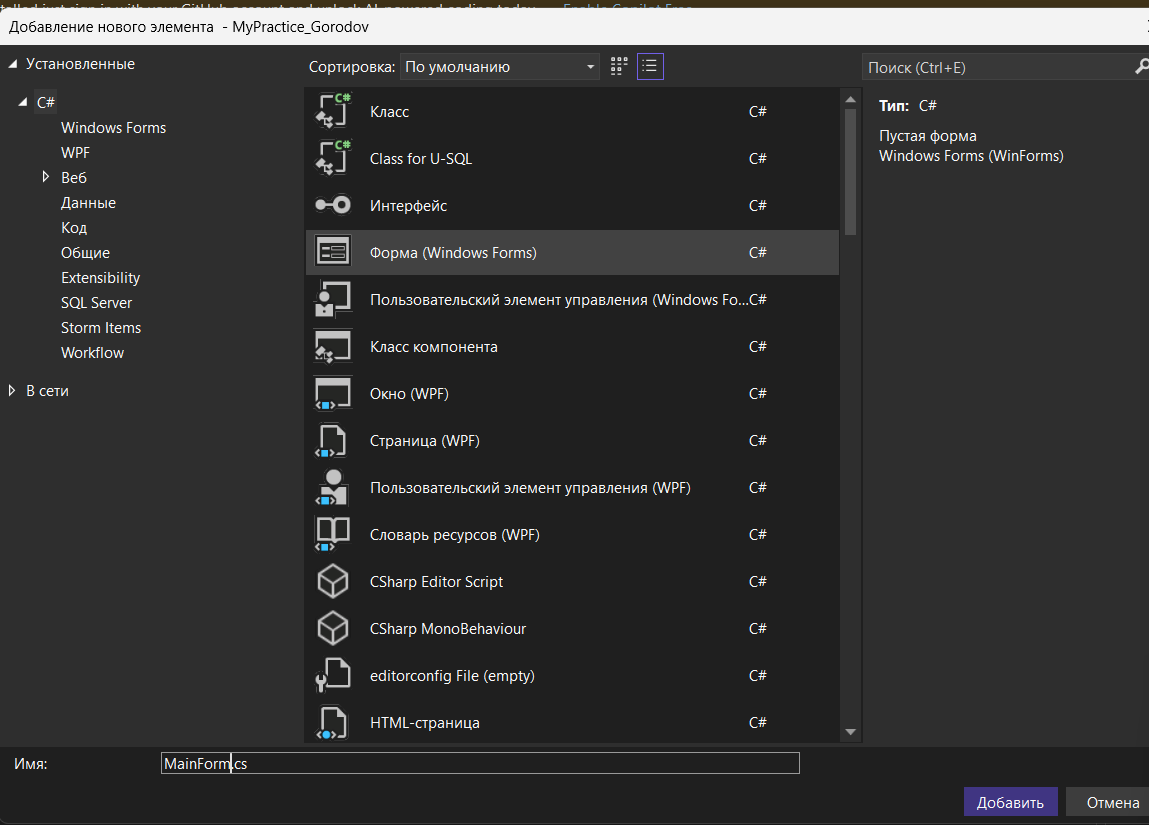 Добавление нового элемента - MyPractice_Gorodov
Установленные
C#
Windows Forms
WPF
Веб
Данные
Код
Общие
Extensibility
SQL Server
Storm Items
Workflow
В сети
Сортировка: По умолчанию
Класс C#
Class for U-SQL C#
Интерфейс C#
Форма (Windows Forms) C#
Пользовательский элемент управления (Windows Fo... C#
Класс компонента C#
Окно (WPF) C#
Страница (WPF) C#
Пользовательский элемент управления (WPF) C#
Словарь ресурсов (WPF) C#
CSharp Editor Script C#
CSharp MonoBehaviour C#
editorconfig File (empty) C#
HTML-страница C#
Поиск (Ctrl+E)
Тип: C#
Пустая форма
Windows Forms (WinForms)
Имя: MainForm.cs
Добавить Отмена